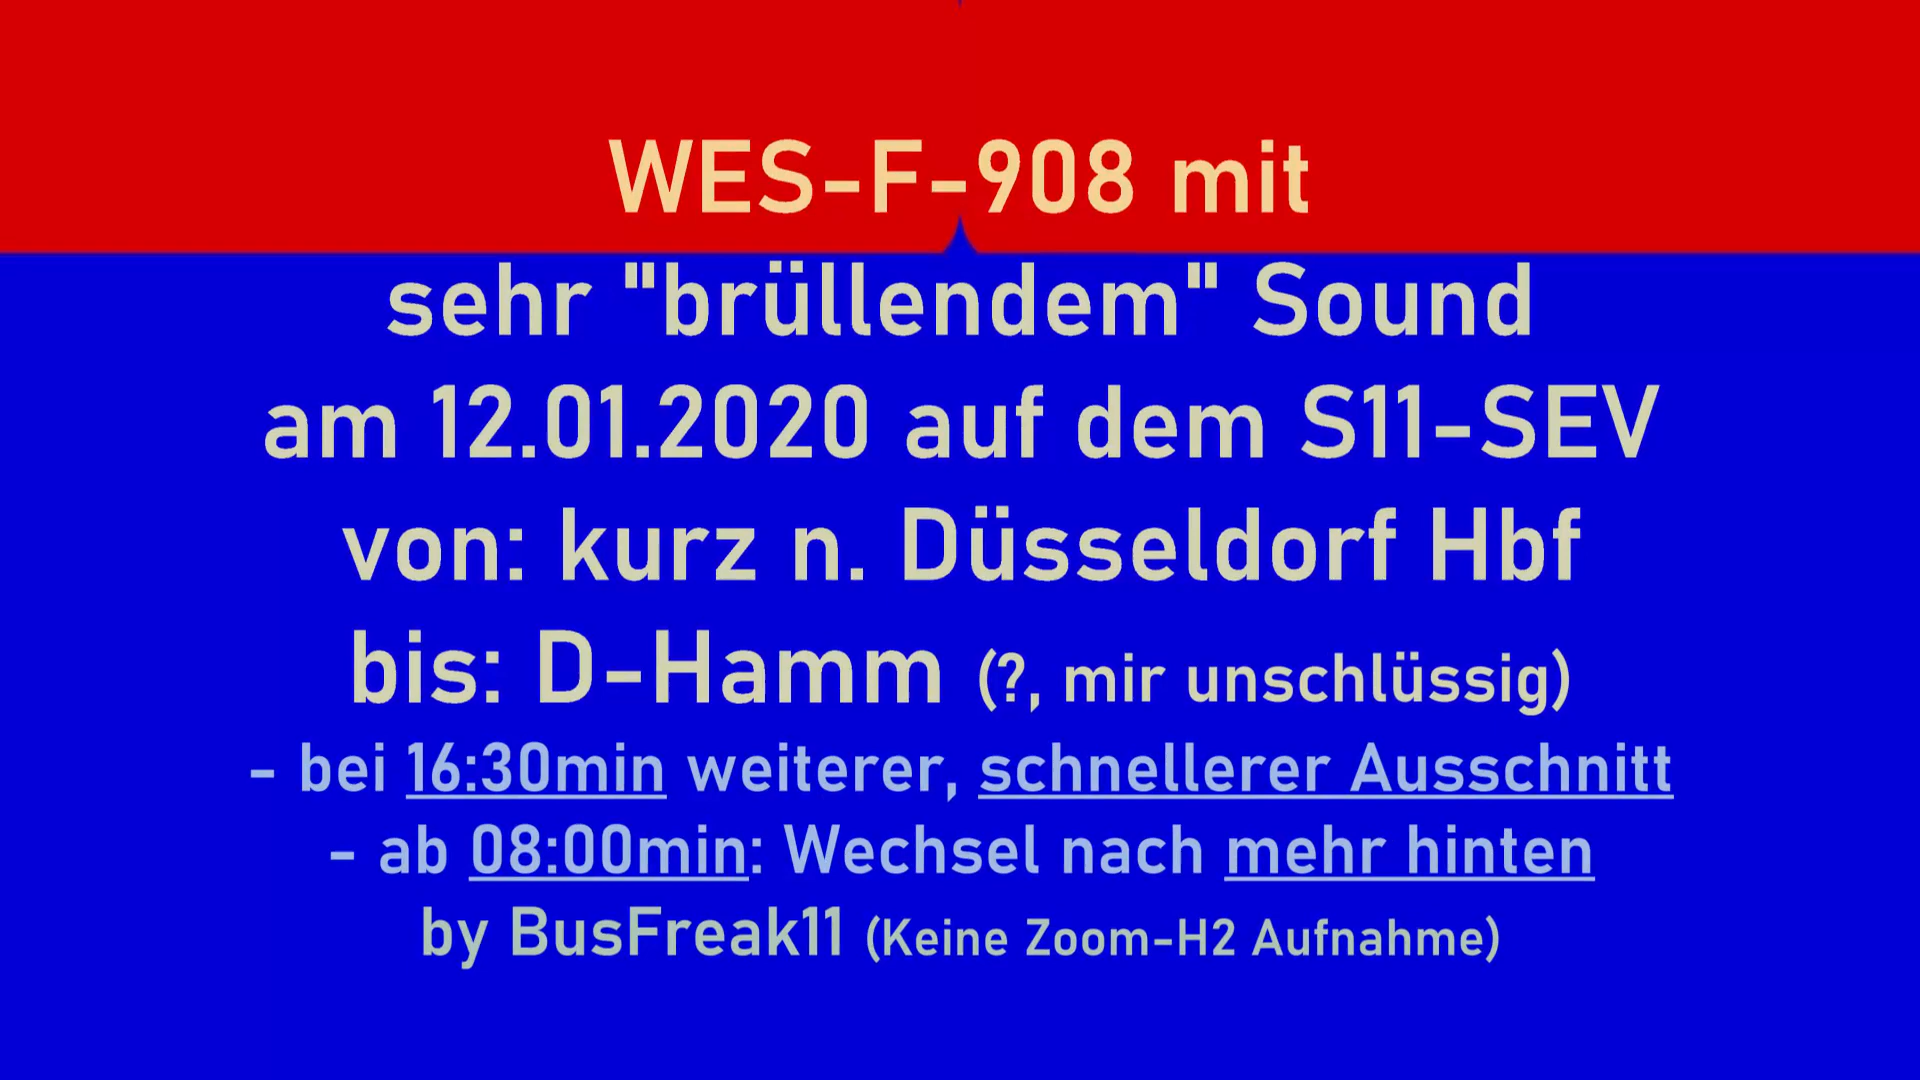 WES-F-908 mit
sehr "brüllendem" Sound
am 12.01.2020 auf dem S11-SEV
von: kurz n. Düsseldorf Hbf
bis: D-Hamm (?, mir unschlüssig)
- bei 16:30min weiterer, schnellerer Ausschnitt
- ab 08:00min: Wechsel nach mehr hinten
by BusFreak11 (Keine Zoom-H2 Aufnahme)